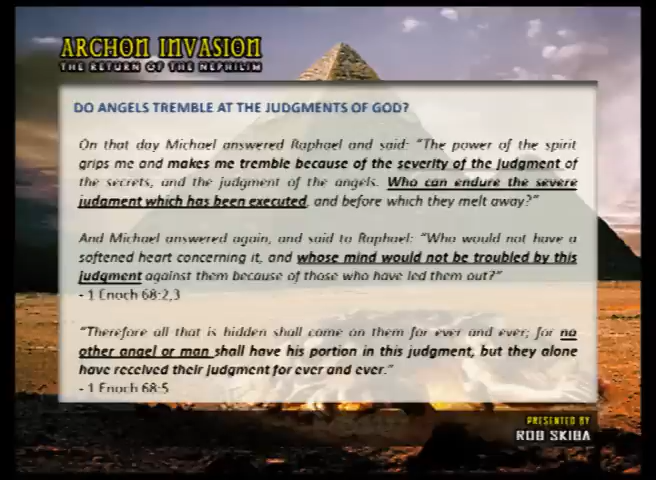 ARCHON INVASION
THE RETURN OF THE NEPHILIM
DO ANGELS TREMBLE AT THE JUDGMENTS OF GOD?
On that day Michael answered Raphael and said: "The power of the spirit
grips me and makes me tremble because of the severity of the judgment of
the secrets, and the judgment of the angels. Who can endure the severe
judgment which has been executed, and before which they melt away?"
And Michael answered again, and said to Raphael: "Who would not have a
softened heart concerning it, and whose mind would not be troubled by this
judgment against them because of those who have led them out?"
- 1 Enoch 68:2,3
"Therefore all that is hidden shall come on them for ever and ever; for no
other angel or man shall have his portion in this judgment, but they alone
have received their judgment for ever and ever."
- 1 Enoch 68:5
PRESENTED BY
ROB SKIBA